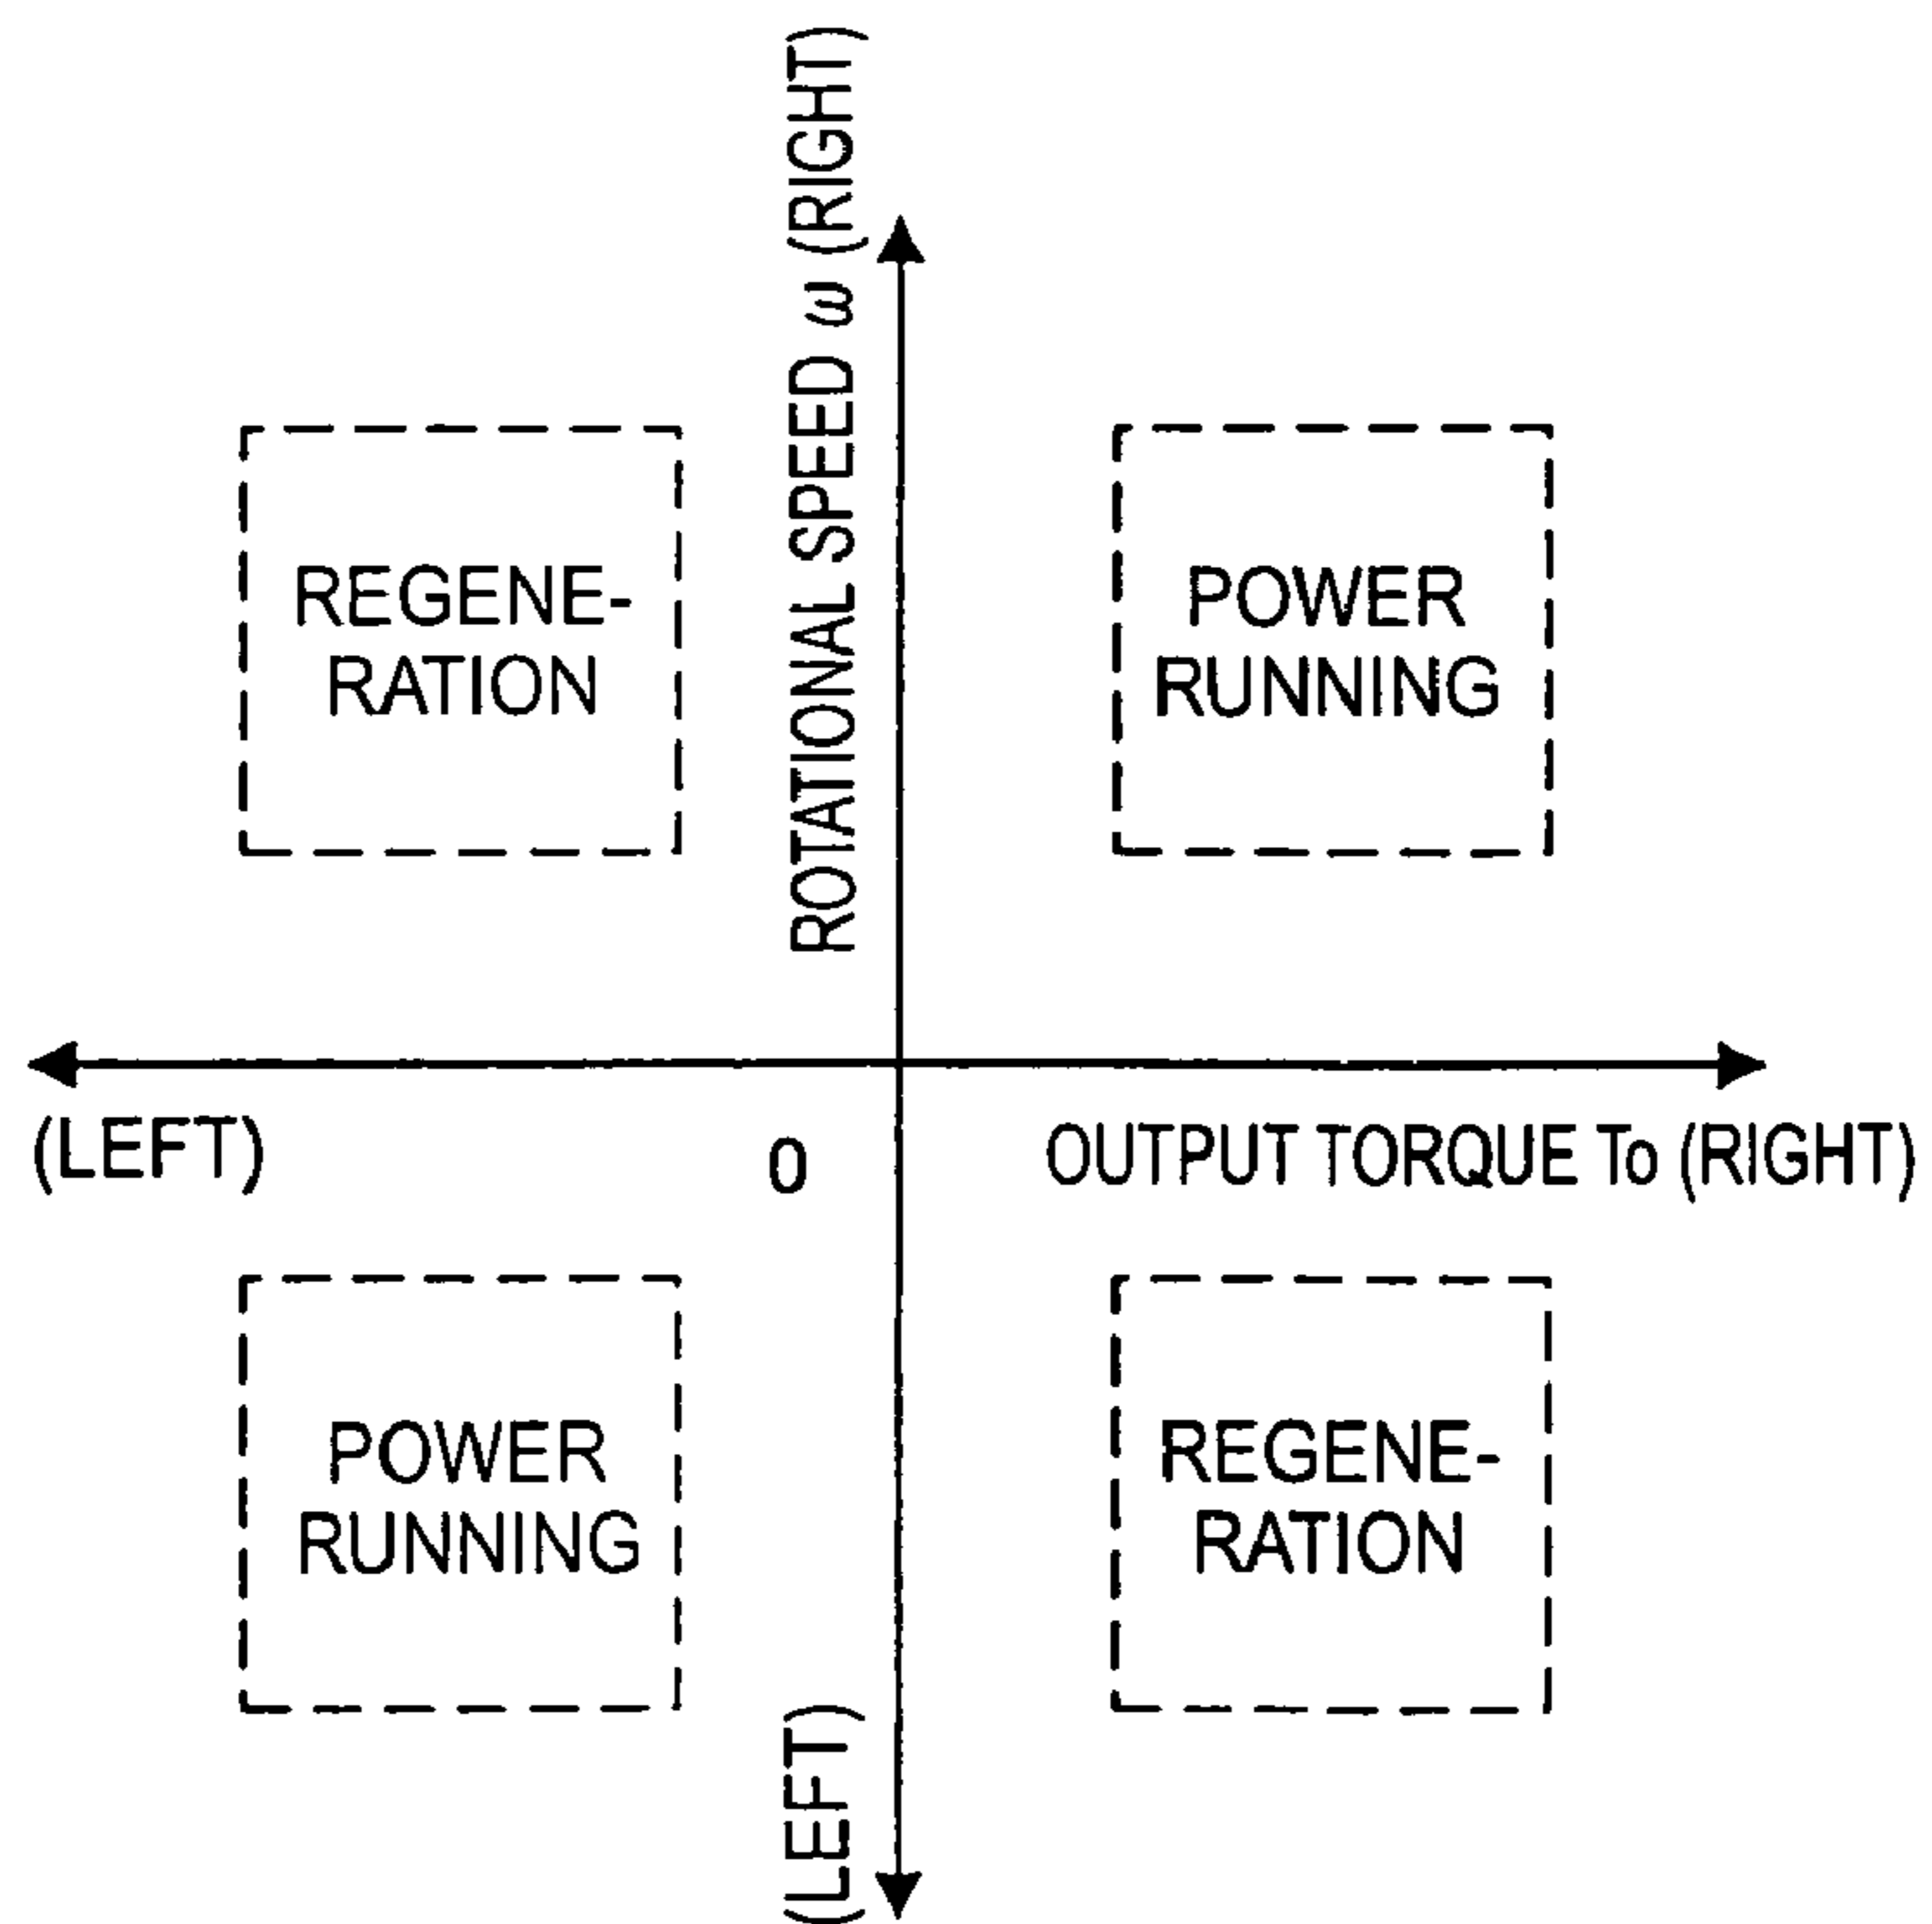 ROTATIONAL SPEED ω (RIGHT)
REGENE-
RATION
POWER
RUNNING
(LEFT)
0
OUTPUT TORQUE To (RIGHT)
POWER
RUNNING
REGENE-
RATION
(LEFT)